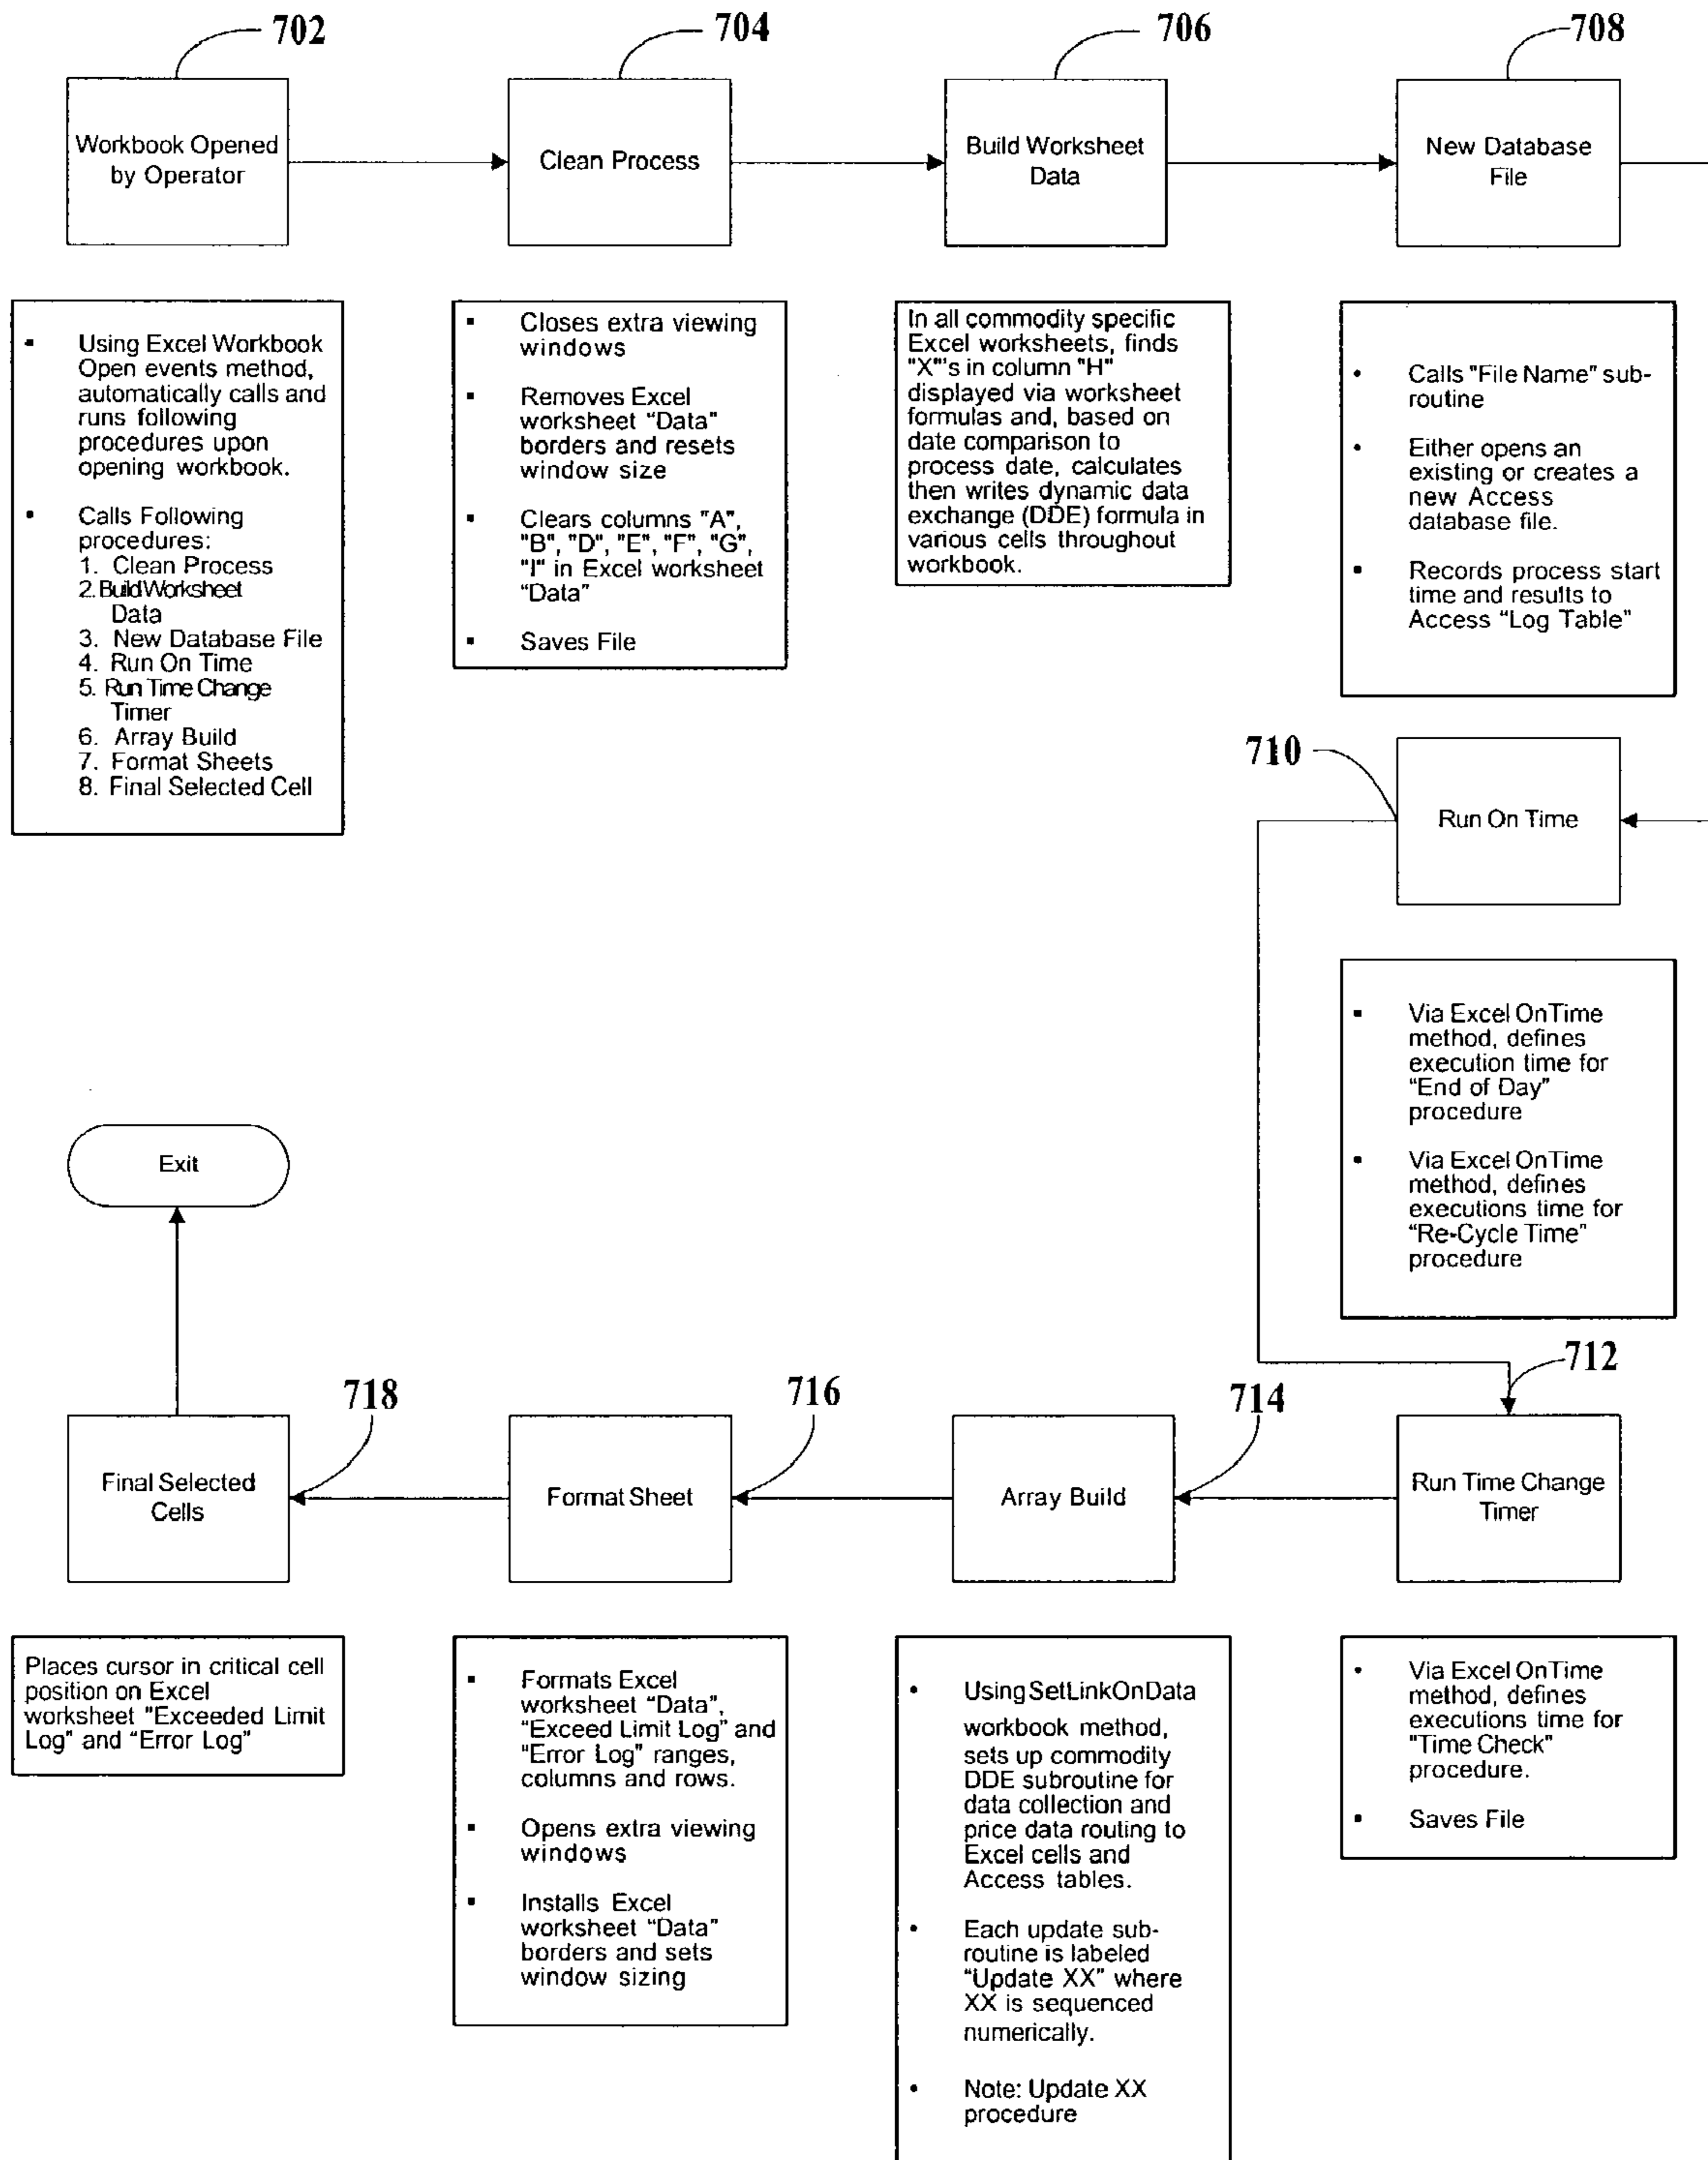 702
704
706
708
Workbook Opened
by Operator
Clean Process
Build Worksheet
Data
New Database
File
▪ Using Excel Workbook
Open events method,
automatically calls and
runs following
procedures upon
opening workbook.
▪ Calls Following
procedures:
1. Clean Process
2. Build Worksheet
Data
3. New Database File
4. Run On Time
5. Run Time Change
Timer
6. Array Build
7. Format Sheets
8. Final Selected Cell
▪ Closes extra viewing
windows
▪ Removes Excel
worksheet “Data”
borders and resets
window size
▪ Clears columns "A",
"B", "D", "E", "F", "G",
"I" in Excel worksheet
“Data”
▪ Saves File
In all commodity specific
Excel worksheets, finds
"X"'s in column "H"
displayed via worksheet
formulas and, based on
date comparison to
process date, calculates
then writes dynamic data
exchange (DDE) formula in
various cells throughout
workbook.
• Calls "File Name" sub-
routine
• Either opens an
existing or creates a
new Access
database file.
▪ Records process start
time and results to
Access “Log Table”
710
Run On Time
▪ Via Excel OnTime
method, defines
execution time for
“End of Day”
procedure
▪ Via Excel OnTime
method, defines
executions time for
“Re-Cycle Time”
procedure
Exit
718
716
714
712
Final Selected
Cells
Format Sheet
Array Build
Run Time Change
Timer
Places cursor in critical cell
position on Excel
worksheet "Exceeded Limit
Log" and “Error Log”
▪ Formats Excel
worksheet “Data”,
“Exceed Limit Log” and
“Error Log” ranges,
columns and rows.
▪ Opens extra viewing
windows
▪ Installs Excel
worksheet “Data”
borders and sets
window sizing
• Using SetLinkOnData
workbook method,
sets up commodity
DDE subroutine for
data collection and
price data routing to
Excel cells and
Access tables.
• Each update sub-
routine is labeled
“Update XX” where
XX is sequenced
numerically.
• Note: Update XX
procedure
• Via Excel OnTime
method, defines
executions time for
"Time Check"
procedure.
▪ Saves File